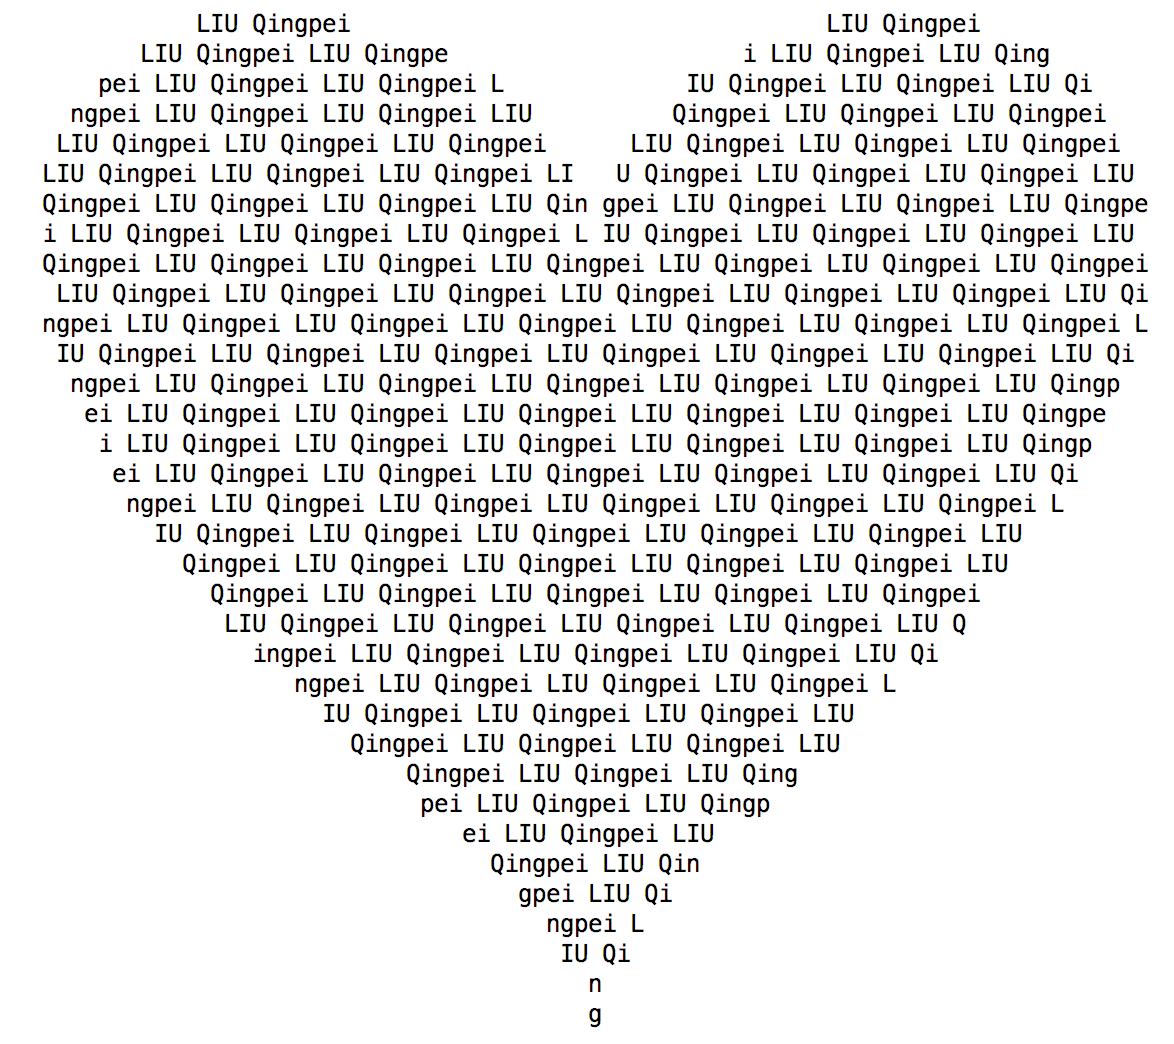 LIU Qingpei LIU Qingpei
LIU Qingpei LIU Qingpe i LIU Qingpei LIU Qing
pei LIU Qingpei LIU Qingpei L IU Qingpei LIU Qingpei LIU Qi
ngpei LIU Qingpei LIU Qingpei LIU Qingpei LIU Qingpei LIU Qingpei
LIU Qingpei LIU Qingpei LIU Qingpei LIU Qingpei LIU Qingpei LIU Qingpei
LIU Qingpei LIU Qingpei LIU Qingpei LI U Qingpei LIU Qingpei LIU Qingpei LIU
Qingpei LIU Qingpei LIU Qingpei LIU Qin gpei LIU Qingpei LIU Qingpei LIU Qingpe
i LIU Qingpei LIU Qingpei LIU Qingpei L IU Qingpei LIU Qingpei LIU Qingpei LIU
Qingpei LIU Qingpei LIU Qingpei LIU Qingpei LIU Qingpei LIU Qingpei LIU Qingpei
LIU Qingpei LIU Qingpei LIU Qingpei LIU Qingpei LIU Qingpei LIU Qingpei LIU Qi
ngpei LIU Qingpei LIU Qingpei LIU Qingpei LIU Qingpei LIU Qingpei LIU Qingpei L
IU Qingpei LIU Qingpei LIU Qingpei LIU Qingpei LIU Qingpei LIU Qingpei LIU Qi
ngpei LIU Qingpei LIU Qingpei LIU Qingpei LIU Qingpei LIU Qingpei LIU Qingp
ei LIU Qingpei LIU Qingpei LIU Qingpei LIU Qingpei LIU Qingpei LIU Qingpe
i LIU Qingpei LIU Qingpei LIU Qingpei LIU Qingpei LIU Qingpei LIU Qingp
ei LIU Qingpei LIU Qingpei LIU Qingpei LIU Qingpei LIU Qingpei LIU Qi
ngpei LIU Qingpei LIU Qingpei LIU Qingpei LIU Qingpei LIU Qingpei L
IU Qingpei LIU Qingpei LIU Qingpei LIU Qingpei LIU Qingpei LIU
Qingpei LIU Qingpei LIU Qingpei LIU Qingpei LIU Qingpei LIU
Qingpei LIU Qingpei LIU Qingpei LIU Qingpei LIU Qingpei
LIU Qingpei LIU Qingpei LIU Qingpei LIU Qingpei LIU Q
ingpei LIU Qingpei LIU Qingpei LIU Qingpei LIU Qi
ngpei LIU Qingpei LIU Qingpei LIU Qingpei L
IU Qingpei LIU Qingpei LIU Qingpei LIU
Qingpei LIU Qingpei LIU Qingpei LIU
Qingpei LIU Qingpei LIU Qing
pei LIU Qingpei LIU Qingp
ei LIU Qingpei LIU
Qingpei LIU Qin
gpei LIU Qi
ngpei L
IU Qi
n
g